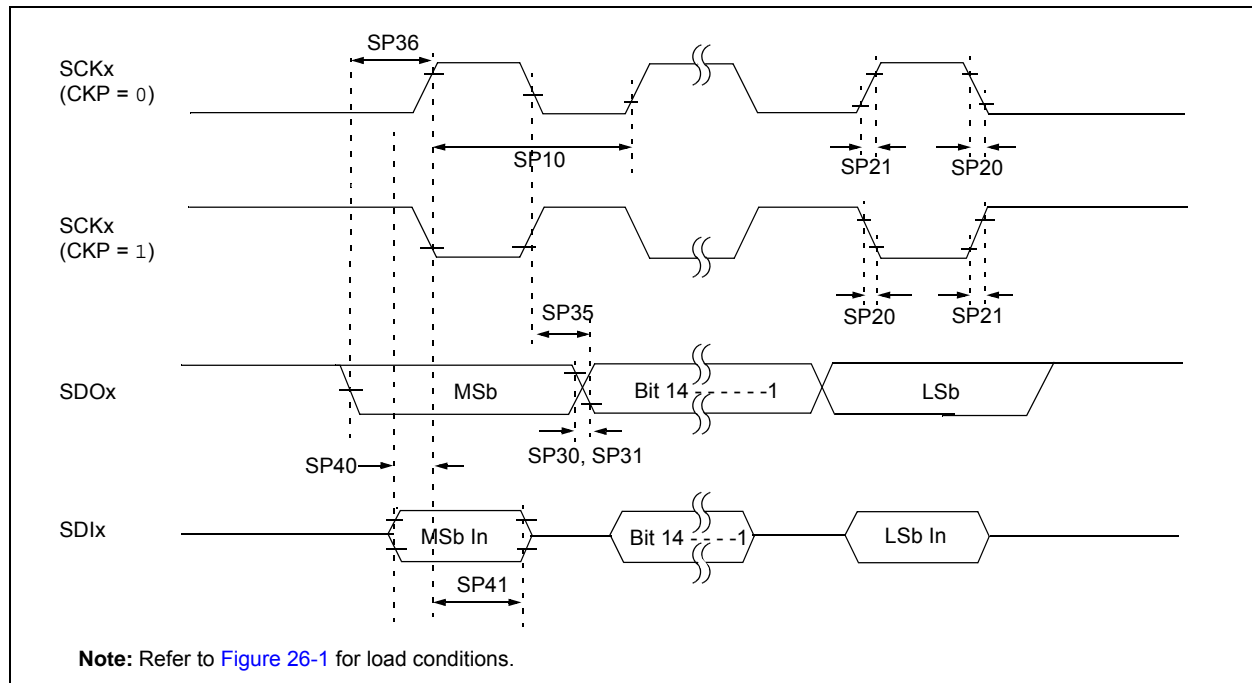 SP36
SCKx
(CKP = 0)
SP10
SP21
SP20
SCKx
(CKP = 1)
SP35
SP20
SP21
SDOx
MSb
Bit 14 - - - - - -1
LSb
SP30, SP31
SP40
SDIx
MSb In
Bit 14 - - - - -1
LSb In
SP41
Note: Refer to Figure 26-1 for load conditions.